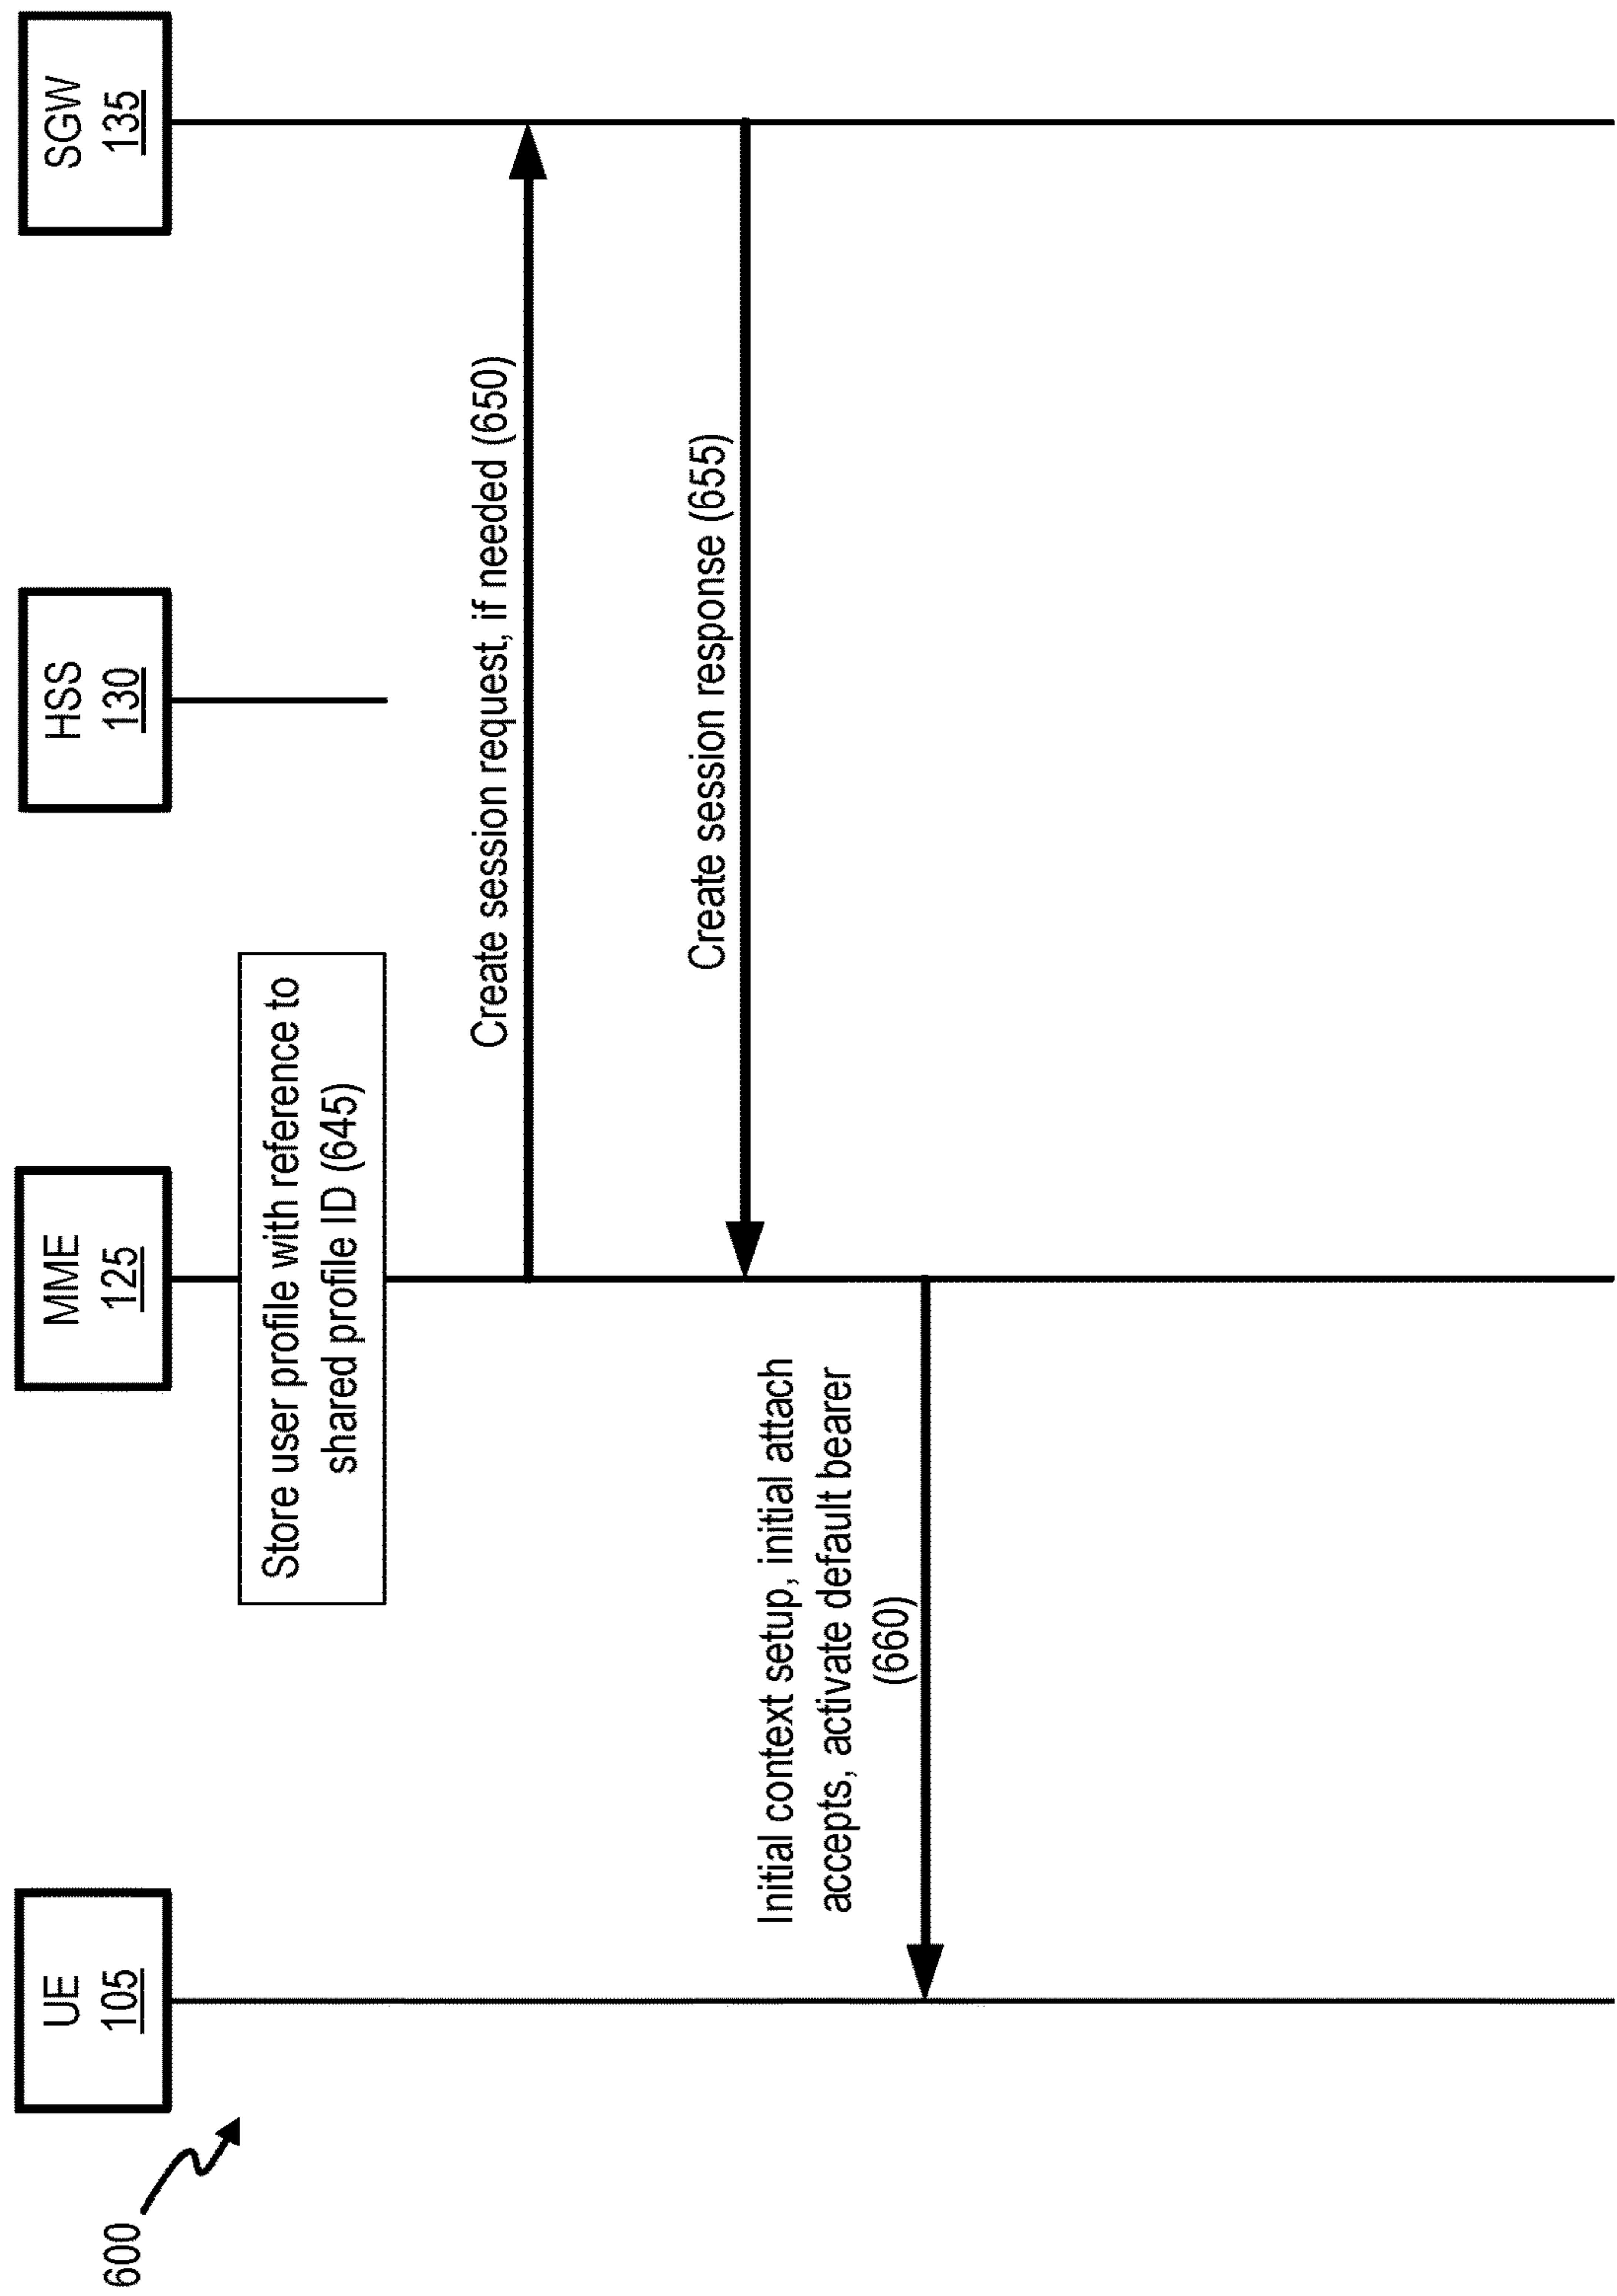 600
UE
105
MME
125
HSS
130
SGW
135
Store user profile with reference to
shared profile ID (645)
Create session request, if needed (650)
Create session response (655)
Initial context setup, initial attach
accepts, activate default bearer
(660)